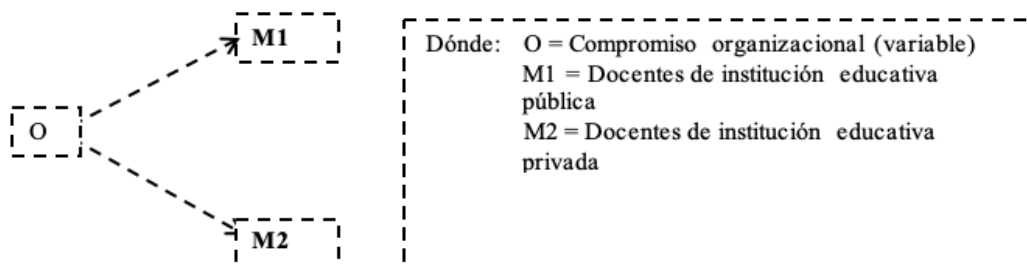 M1
O
M2
Dónde: O = Compromiso organizacional (variable)
M1 = Docentes de institución educativa
pública
M2 = Docentes de institución educativa
privada